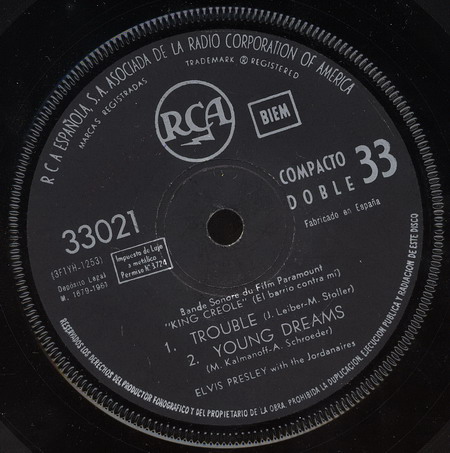 RCA ESPAÑOLA, S.A. ASOCIADA DE LA RADIO CORPORATION OF AMERICA
MARCAS REGISTRADAS
TRADEMARK ® REGISTERED
RCA
BIEM
COMPACTO
DOBLE 33
33021
Fabricado en España
(3F1YH-1253)
Depósito Legal
M. 1679-1961
Impuesto de Lujo
a metálico
Permiso N.º 3724
Bande Sonore du Film Paramount
"KING CREOLE" (El barrio contra mi')
1. TROUBLE (J. Leiber-M. Stoller)
2. YOUNG DREAMS
(M. Kalmanoff-A. Schroeder)
ELVIS PRESLEY with the Jordanaires
RESERVADOS LOS DERECHOS DEL PRODUCTOR FONOGRAFICO Y DEL PROPIETARIO DE LA OBRA. PROHIBIDA LA DUPLICACION, EJECUCION PUBLICA Y RADIACION DE ESTE DISCO